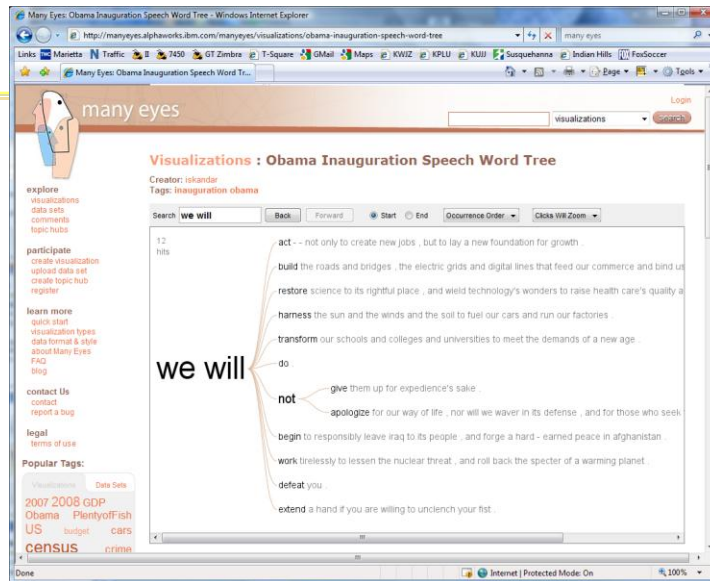 Many Eyes: Obama Inauguration Speech Word Tree - Windows Internet Explorer
http://manyeyes.alphaworks.ibm.com/manyeyes/visualizations/obama-inauguration-speech-word-tree
many eyes
Links Marietta Traffic II 7450 GT Zimbra T-Square GMail Maps KWJZ KPLU KUJJ Susquehanna Indian Hills FoxSoccer
Many Eyes: Obama Inauguration Speech Word Tr...
Page Tools
many eyes
Login
visualizations search
Visualizations : Obama Inauguration Speech Word Tree
Creator: iskandar
Tags: inauguration obama
explore
visualizations
data sets
comments
topic hubs
participate
create visualization
upload data set
create topic hub
register
learn more
quick start
visualization types
data format & style
about Many Eyes
FAQ
blog
contact Us
contact
report a bug
legal
terms of use
Popular Tags:
Visualizations Data Sets
2007 2008 GDP
Obama PlentyofFish
US budget cars
census crime
Search we will Back Forward Start End Occurrence Order Clicks Will Zoom
12
hits
we will
act - - not only to create new jobs , but to lay a new foundation for growth .
build the roads and bridges , the electric grids and digital lines that feed our commerce and bind us
restore science to its rightful place , and wield technology's wonders to raise health care's quality a
harness the sun and the winds and the soil to fuel our cars and run our factories .
transform our schools and colleges and universities to meet the demands of a new age .
do .
not
give them up for expedience's sake .
apologize for our way of life , nor will we waver in its defense , and for those who seek
begin to responsibly leave iraq to its people , and forge a hard - earned peace in afghanistan .
work tirelessly to lessen the nuclear threat , and roll back the specter of a warming planet .
defeat you .
extend a hand if you are willing to unclench your fist .
Done
Internet | Protected Mode: On
100%